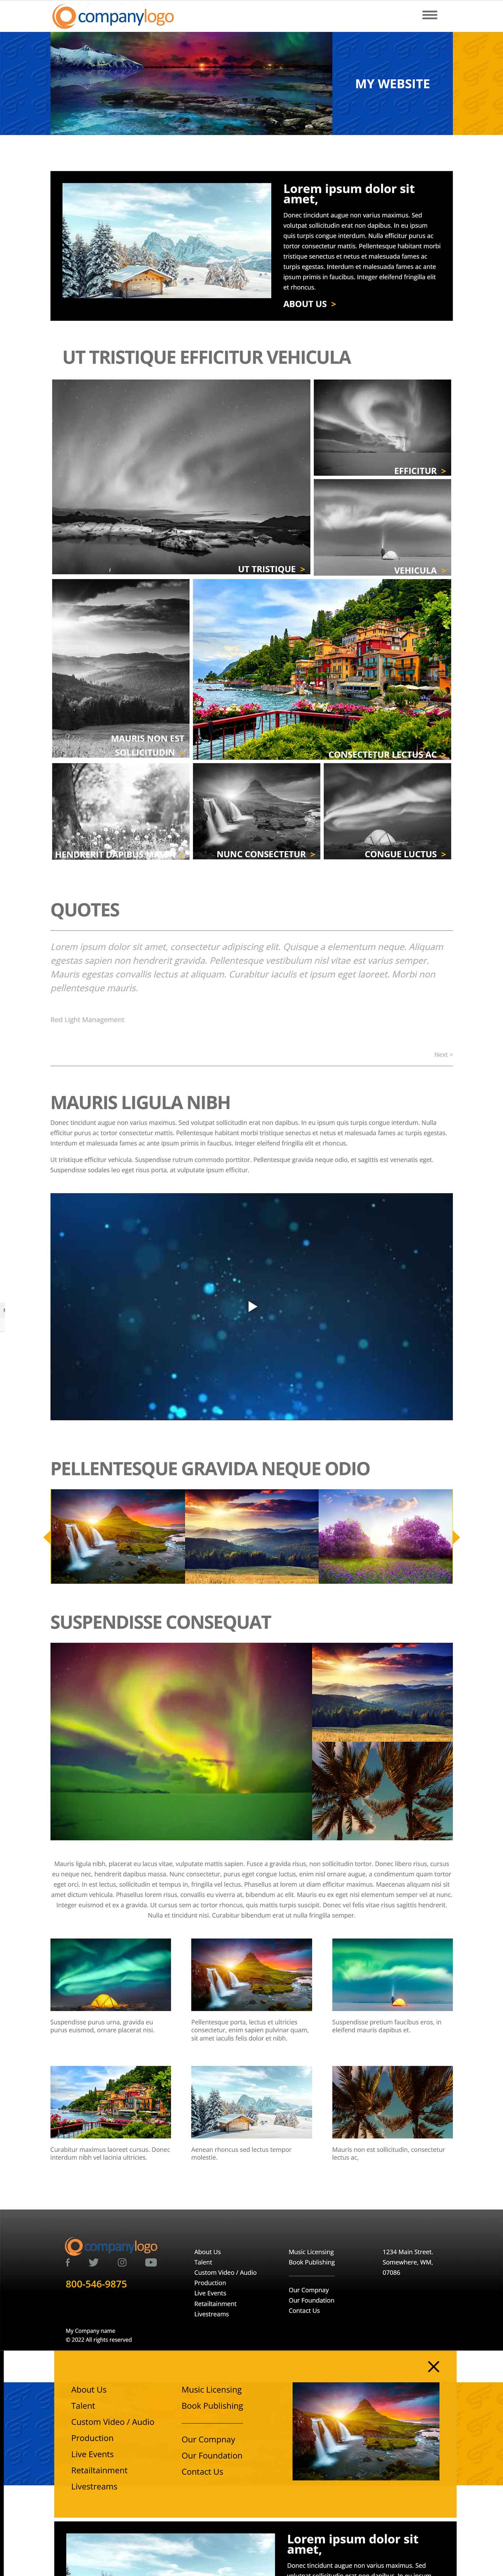 companylogo
MY WEBSITE
Lorem ipsum dolor sit
amet,
Donec tincidunt augue non varius maximus. Sed
volutpat sollicitudin erat non dapibus. In eu ipsum
quis turpis congue interdum. Nulla efficitur purus ac
tortor consectetur mattis. Pellentesque habitant morbi
tristique senectus et netus et malesuada fames ac
turpis egestas. Interdum et malesuada fames ac ante
ipsum primis in faucibus. Integer eleifend fringilla elit
et rhoncus.
ABOUT US >
UT TRISTIQUE EFFICITUR VEHICULA
EFFICITUR >
UT TRISTIQUE >
VEHICULA >
MAURIS NON EST
SOLLICITUDIN >
CONSECTETUR LECTUS AC >
HENDRERIT DAPIBUS
NUNC CONSECTETUR >
CONGUE LUCTUS >
QUOTES
Lorem ipsum dolor sit amet, consectetur adipiscing elit. Quisque a elementum neque. Aliquam
egestas sapien non hendrerit gravida. Pellentesque vestibulum nisl vitae est varius semper.
Mauris egestas convallis lectus at aliquam. Curabitur iaculis et ipsum eget laoreet. Morbi non
pellentesque mauris.
Red Light Management
Next >
MAURIS LIGULA NIBH
Donec tincidunt augue non varius maximus. Sed volutpat sollicitudin erat non dapibus. In eu ipsum quis turpis congue interdum. Nulla
efficitur purus ac tortor consectetur mattis. Pellentesque habitant morbi tristique senectus et netus et malesuada fames ac turpis egestas.
Interdum et malesuada fames ac ante ipsum primis in faucibus. Integer eleifend fringilla elit et rhoncus.
Ut tristique efficitur vehicula. Suspendisse rutrum commodo porttitor. Pellentesque gravida neque odio, et sagittis est venenatis eget.
Suspendisse sodales leo eget risus porta, at vulputate ipsum efficitur.
PELLENTESQUE GRAVIDA NEQUE ODIO
SUSPENDISSE CONSEQUAT
Mauris ligula nibh, placerat eu lacus vitae, vulputate mattis sapien. Fusce a gravida risus, non sollicitudin tortor. Donec libero risus, cursus
eu neque nec, hendrerit dapibus massa. Nunc consectetur, purus eget congue luctus, enim nisl ornare augue, a condimentum quam tortor
eget orci. In est lectus, sollicitudin et tempus in, fringilla vel lectus. Phasellus at lorem ut diam efficitur maximus. Maecenas aliquam nisi sit
amet dictum vehicula. Phasellus lorem risus, convallis eu viverra at, bibendum ac elit. Mauris eu ex eget nisl elementum semper vel at nunc.
Integer euismod et ex a gravida. Ut cursus sem ac tortor rhoncus, quis mattis turpis suscipit. Donec vel felis vitae risus sagittis hendrerit.
Nulla et tincidunt nisi. Curabitur bibendum erat ut nulla fringilla semper.
Suspendisse purus urna, gravida eu
purus euismod, ornare placerat nisi.
Pellentesque porta, lectus et ultricies
consectetur, enim sapien pulvinar quam,
sit amet iaculis felis dolor et nibh.
Suspendisse pretium faucibus eros, in
eleifend mauris dapibus et.
Curabitur maximus laoreet cursus. Donec
interdum nibh vel lacinia ultricies.
Aenean rhoncus sed lectus tempor
molestie.
Mauris non est sollicitudin, consectetur
lectus ac,
companylogo
800-546-9875
My Company name
© 2022 All rights reserved
About Us
Talent
Custom Video / Audio
Production
Live Events
Retailtainment
Livestreams
Music Licensing
Book Publishing
Our Compnay
Our Foundation
Contact Us
1234 Main Street.
Somewhere, WM,
07086
About Us
Talent
Custom Video / Audio
Production
Live Events
Retailtainment
Livestreams
Music Licensing
Book Publishing
Our Compnay
Our Foundation
Contact Us
Lorem ipsum dolor sit
amet,
Donec tincidunt augue non varius maximus. Sed
volutpat sollicitudin erat non dapibus. In eu ipsum